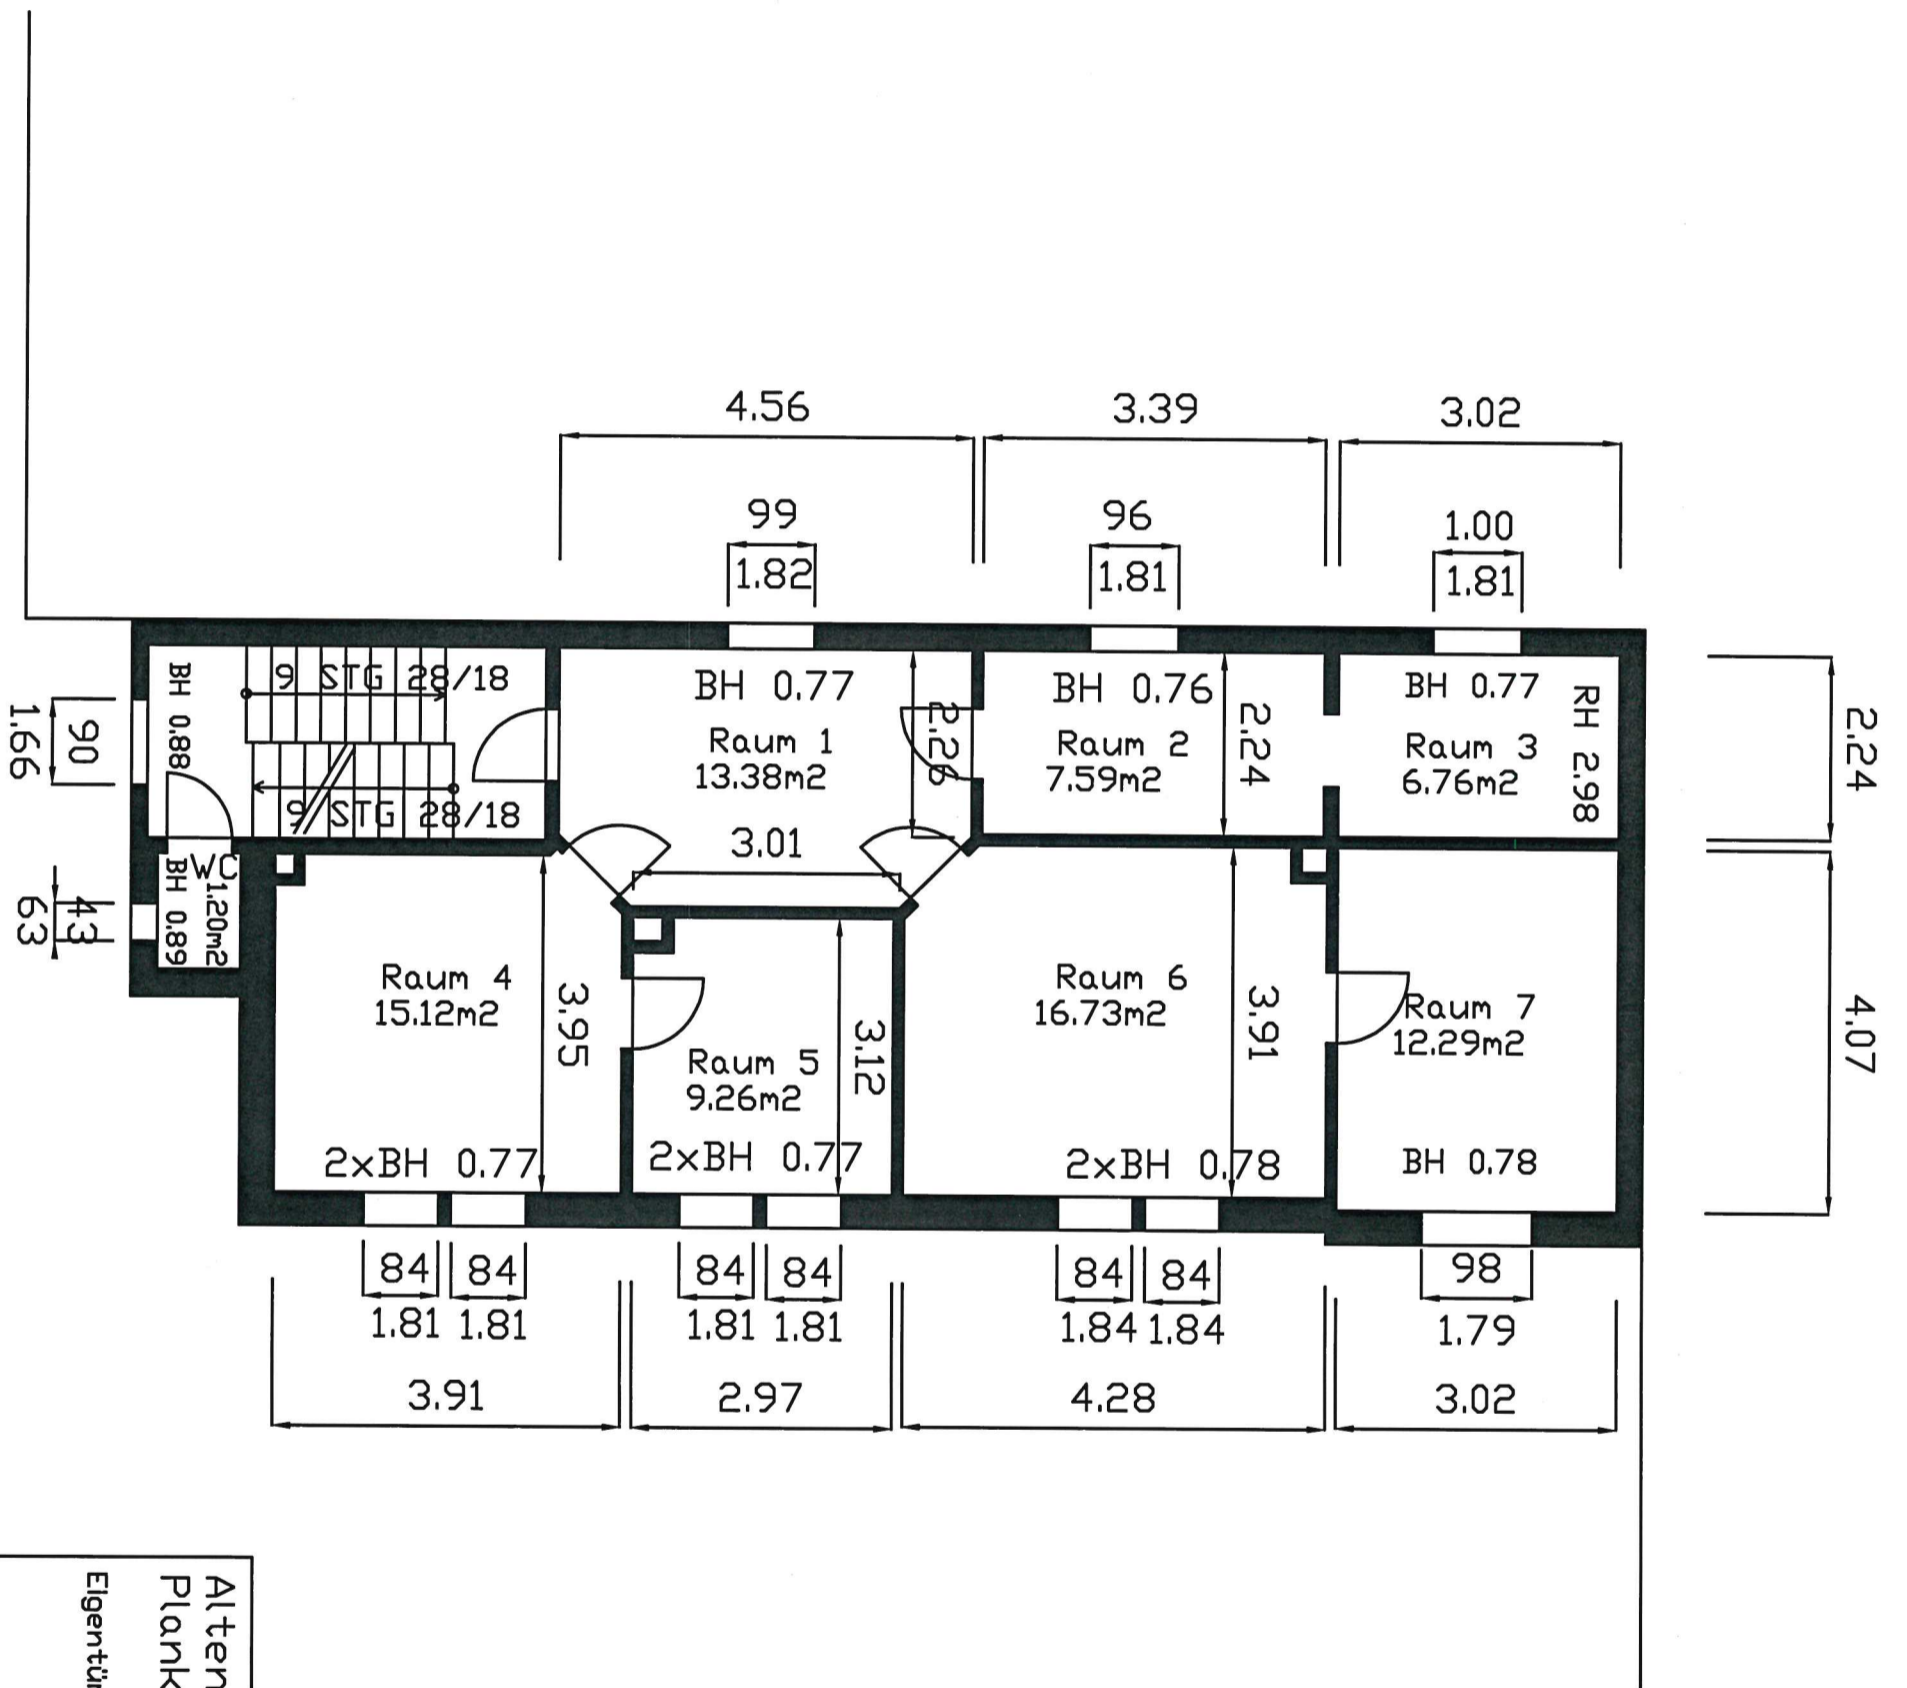 4.56
3.39
3.02
99
1.82
96
1.81
1.00
1.81
BH 0.88
9 STG 28/18
9 STG 28/18
90
1.66
BH 0.77
Raum 1
13.38m2
2.26
3.01
BH 0.76
Raum 2
7.59m2
2.24
BH 0.77
Raum 3
6.76m2
RH 2.98
2.24
WC
1.20m2
BH 0.89
43
63
Raum 4
15.12m2
3.95
2xBH 0.77
Raum 5
9.26m2
3.12
2xBH 0.77
Raum 6
16.73m2
3.91
2xBH 0.78
Raum 7
12.29m2
BH 0.78
4.07
84 84
1.81 1.81
84 84
1.81 1.81
84 84
1.84 1.84
98
1.79
3.91
2.97
4.28
3.02
Alten
Plank
Eigentü